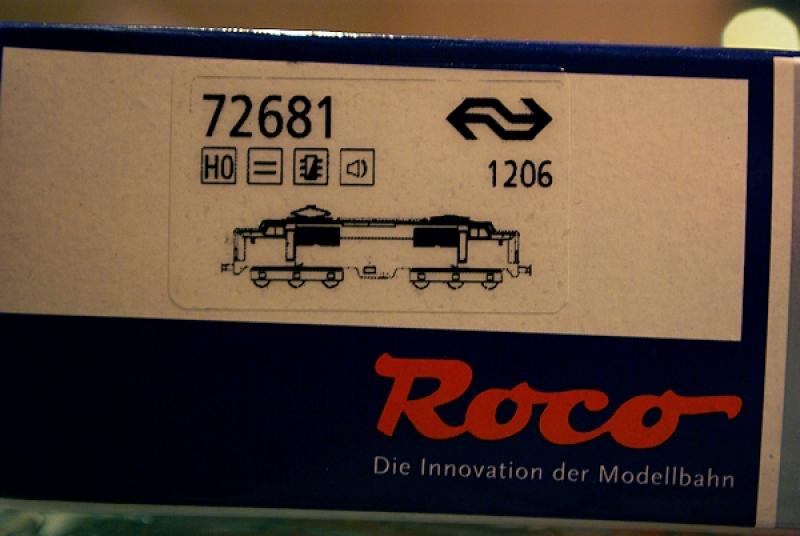 72681
H0
1206
Roco
Die Innovation der Modellbahn